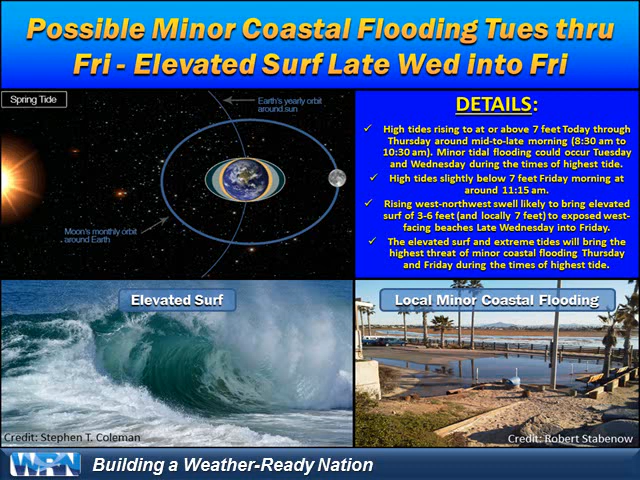 Possible Minor Coastal Flooding Tues thru
Fri - Elevated Surf Late Wed into Fri
Spring Tide
Earth's yearly orbit
around sun
Moon's monthly orbit
around Earth
DETAILS:
✓ High tides rising to at or above 7 feet Today through
Thursday around mid-to-late morning (8:30 am to
10:30 am). Minor tidal flooding could occur Tuesday
and Wednesday during the times of highest tide.
✓ High tides slightly below 7 feet Friday morning at
around 11:15 am.
✓ Rising west-northwest swell likely to bring elevated
surf of 3-6 feet (and locally 7 feet) to exposed west-
facing beaches Late Wednesday into Friday.
✓ The elevated surf and extreme tides will bring the
highest threat of minor coastal flooding Thursday
and Friday during the times of highest tide.
Elevated Surf
Credit: Stephen T. Coleman
Local Minor Coastal Flooding
Credit: Robert Stabenow
WRN Building a Weather-Ready Nation